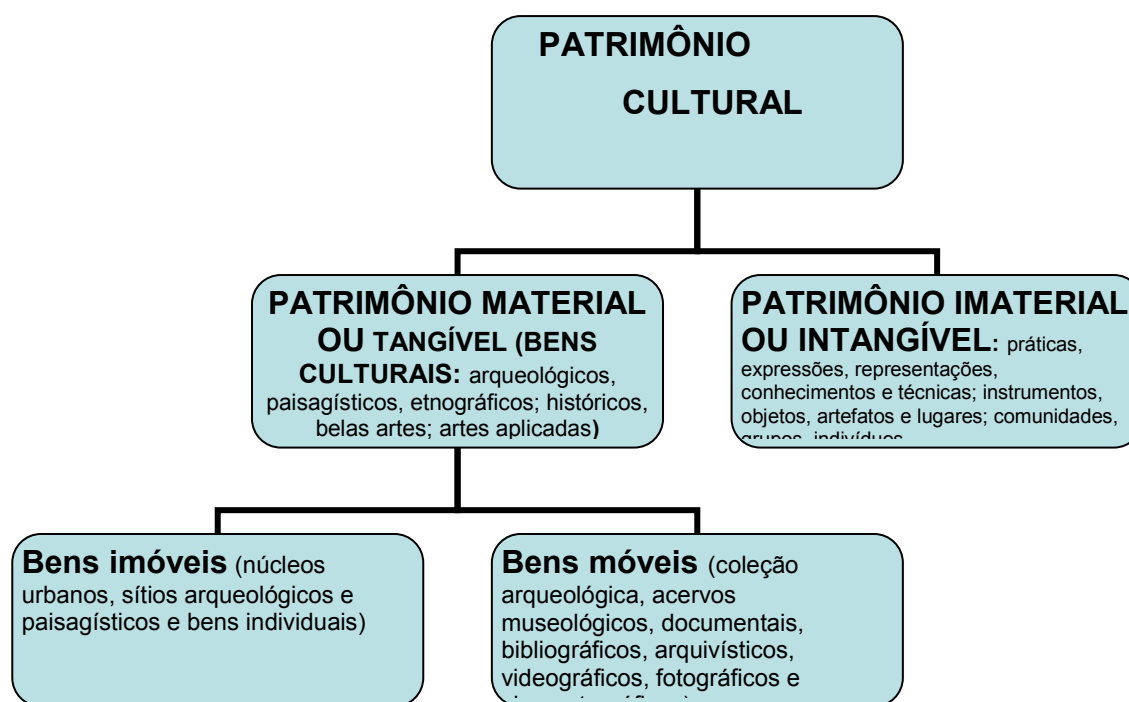 PATRIMÔNIO
CULTURAL
PATRIMÔNIO MATERIAL
OU TANGÍVEL (BENS
CULTURAIS: arqueológicos,
paisagísticos, etnográficos; históricos,
belas artes; artes aplicadas)
PATRIMÔNIO IMATERIAL
OU INTANGÍVEL: práticas,
expressões, representações,
conhecimentos e técnicas; instrumentos,
objetos, artefatos e lugares; comunidades,
grupos, indivíduos
Bens imóveis (núcleos
urbanos, sítios arqueológicos e
paisagísticos e bens individuais)
Bens móveis (coleção
arqueológica, acervos
museológicos, documentais,
bibliográficos, arquivísticos,
videográficos, fotográficos e